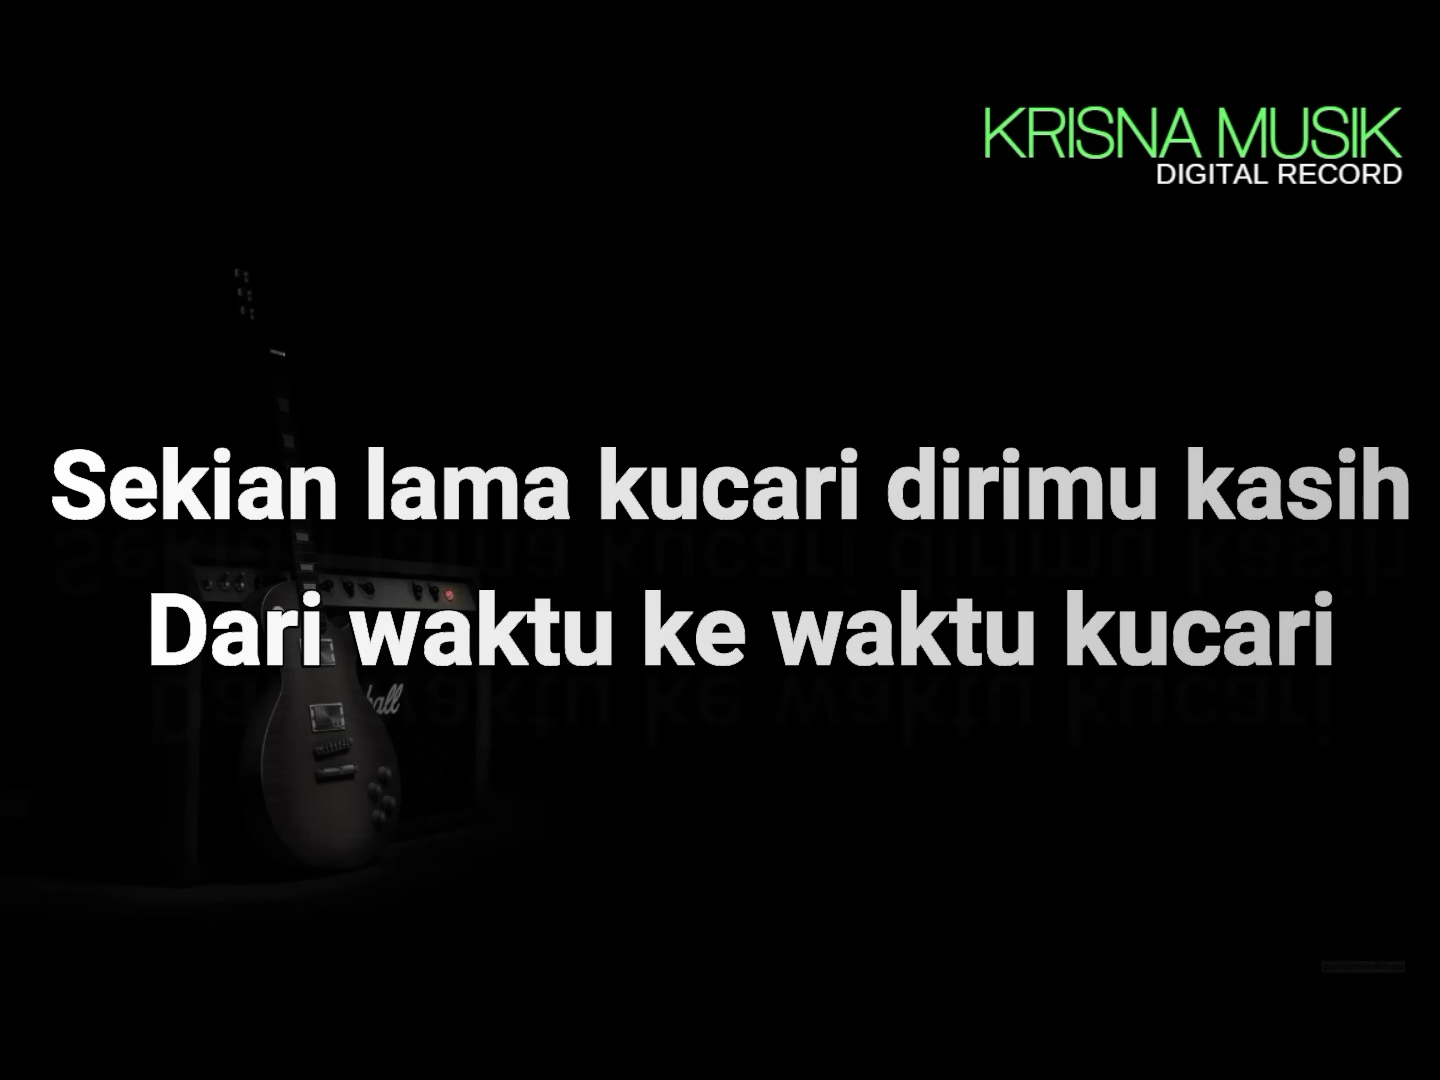 KRISNA MUSIK
DIGITAL RECORD
Sekian lama kucari dirimu kasih
Dari waktu ke waktu kucari